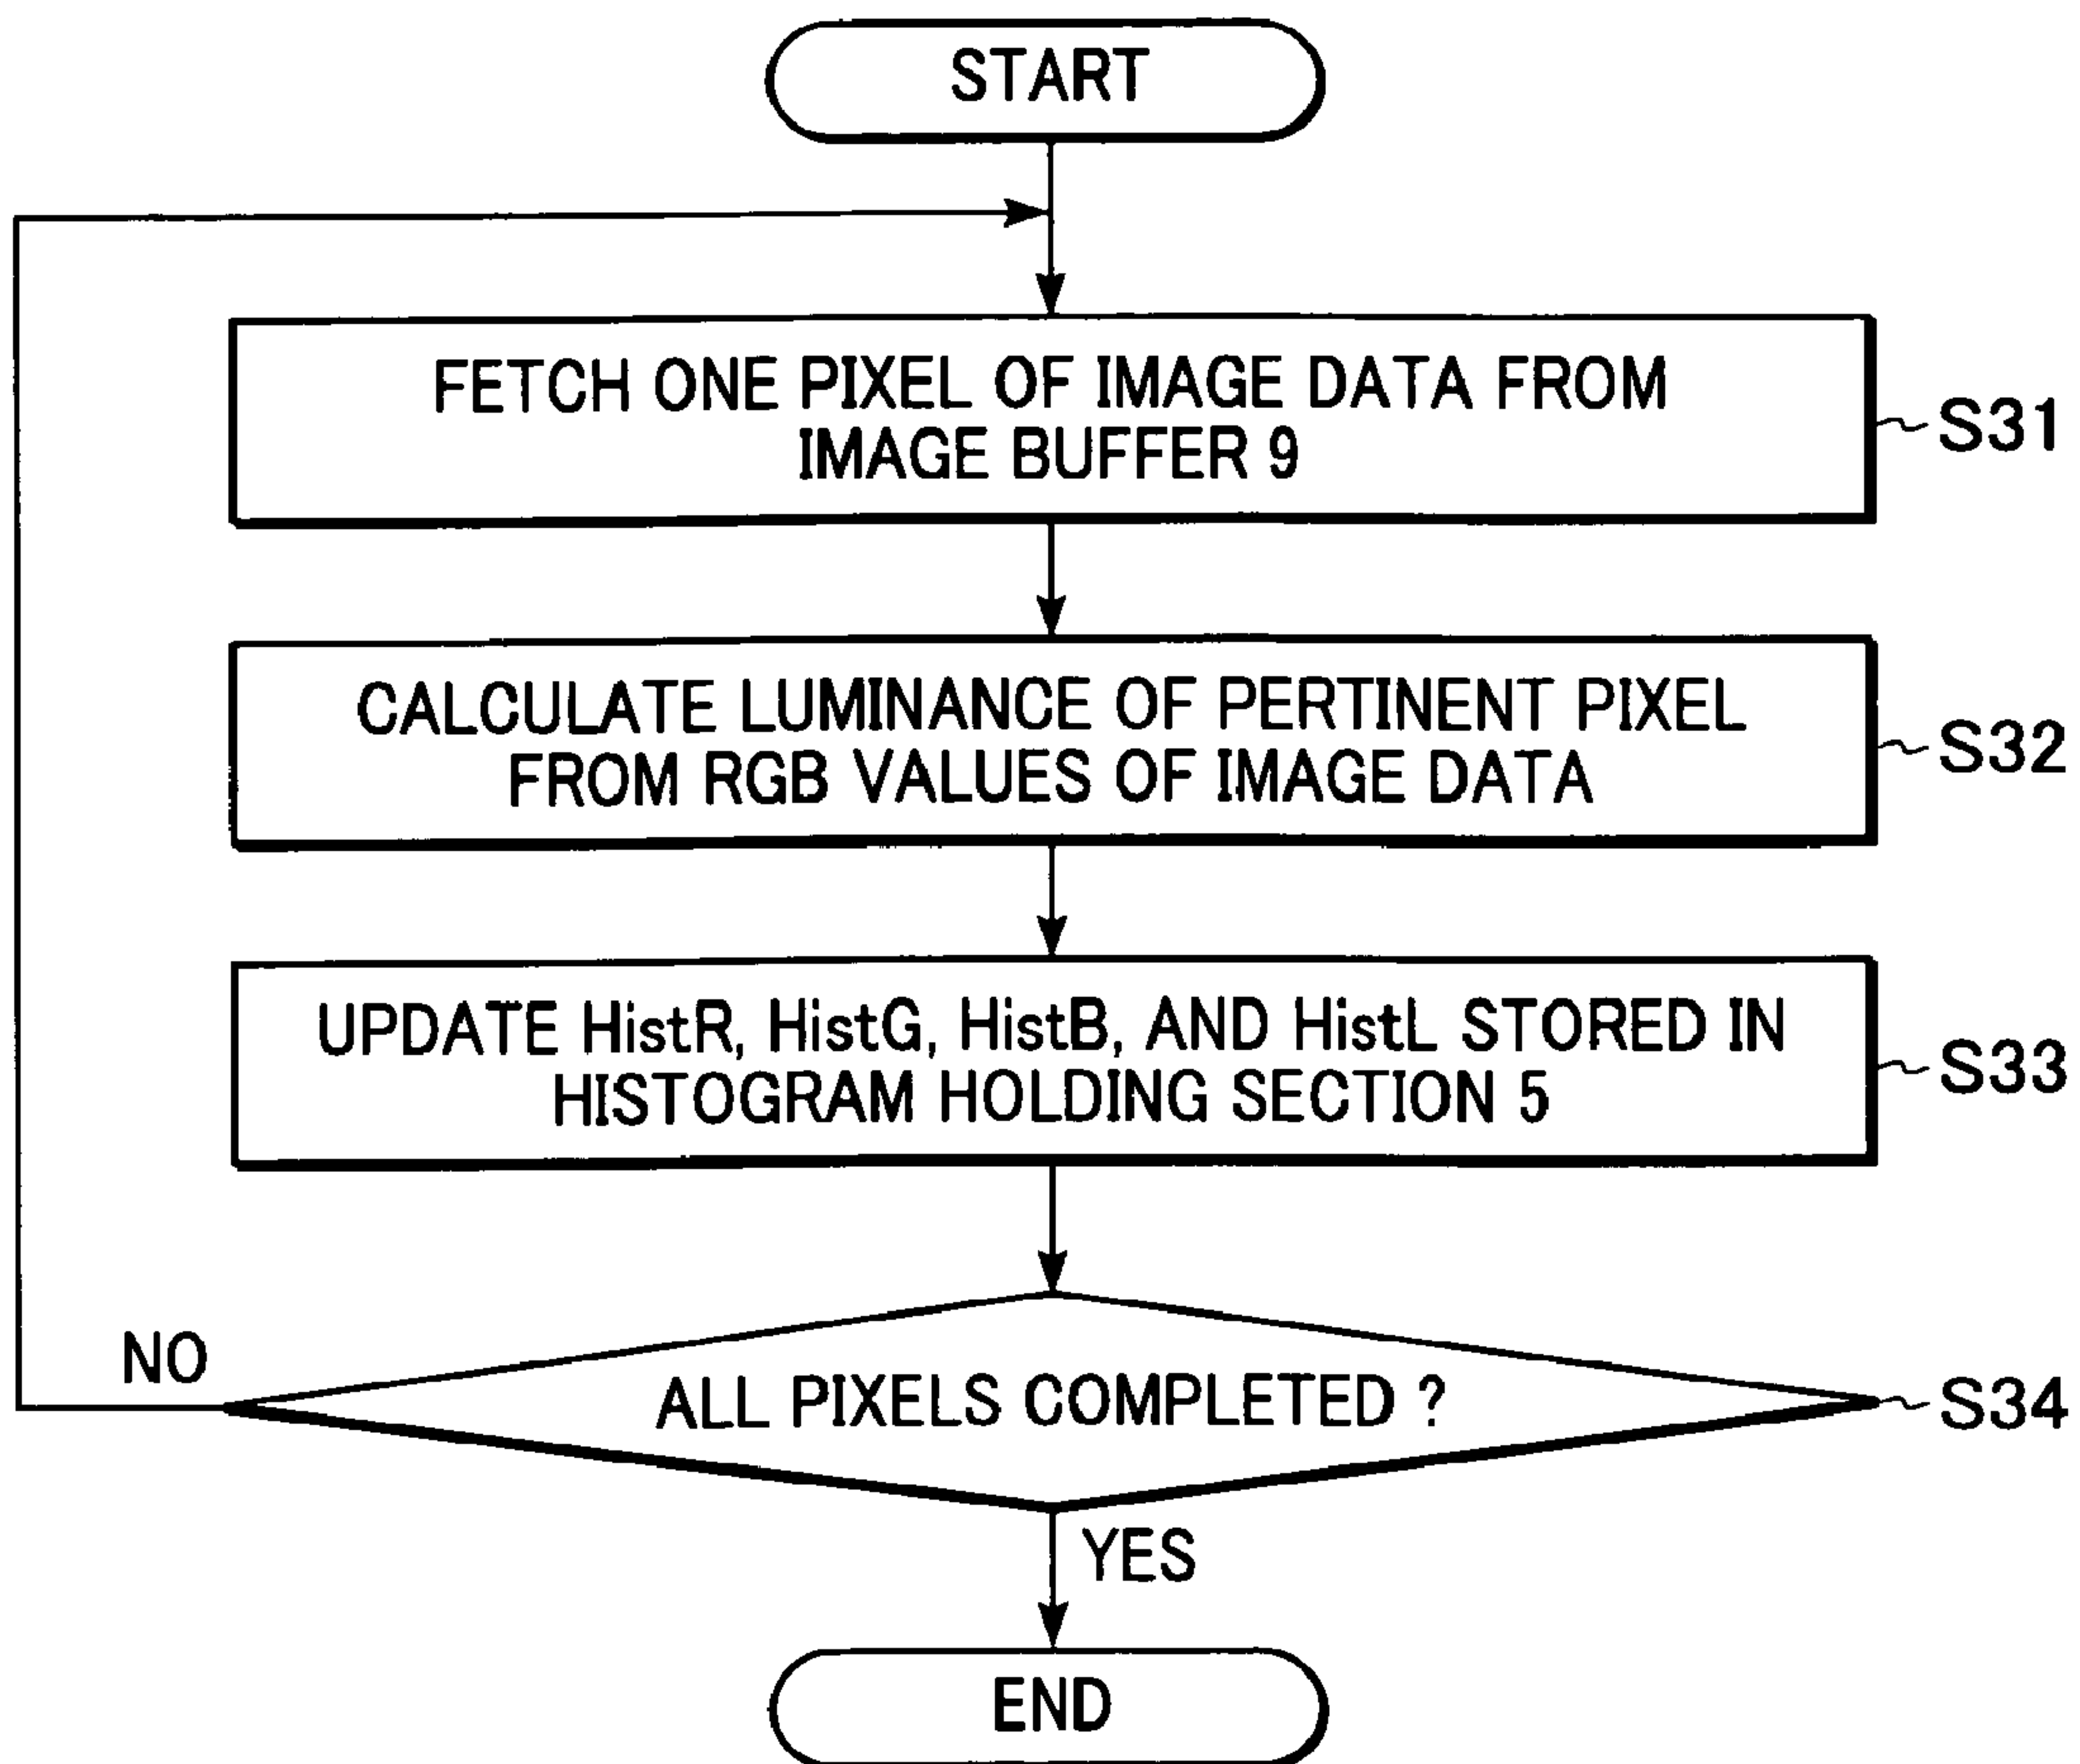 START
FETCH ONE PIXEL OF IMAGE DATA FROM
IMAGE BUFFER 9
S31
CALCULATE LUMINANCE OF PERTINENT PIXEL
FROM RGB VALUES OF IMAGE DATA
S32
UPDATE HistR, HistG, HistB, AND HistL STORED IN
HISTOGRAM HOLDING SECTION 5
S33
NO
ALL PIXELS COMPLETED ?
S34
YES
END